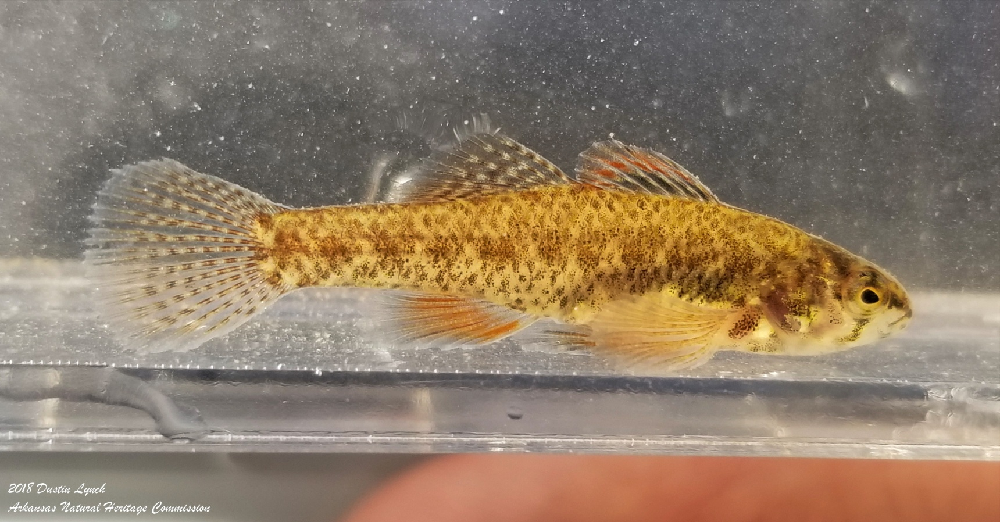 2018 Dustin Lynch
Arkansas Natural Heritage Commission